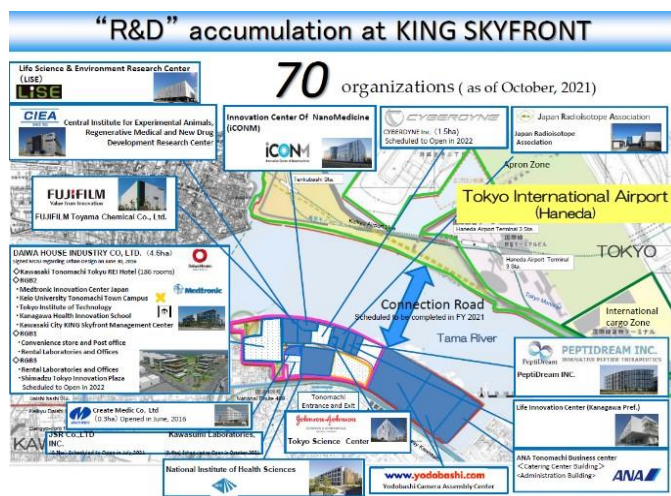 “R&D” accumulation at KING SKYFRONT
70 organizations ( as of October, 2021)
Life Science & Environment Research Center
(LiSE)
LiSE
CIEA
Central Institute for Experimental Animals,
Regenerative Medical and New Drug
Development Research Center
Innovation Center Of NanoMedicine
(iCONM)
iCONM
CYBERDYNE
CYBERDYNE Inc. (1.5ha)
Scheduled to Open in 2022
Japan Radioisotope Association
Japan Radioisotope
Association
Apron Zone
FUJIFILM
Value from Innovation
FUJIFILM Toyama Chemical Co., Ltd.
Tenkubashi Sta.
Tokyo International Airport
(Haneda)
Haneda Airport Terminal 3 Sta.
Haneda Airport Terminal
3 Sta.
TOKYO
DAIWA HOUSE INDUSTRY CO, LTD. (4.6ha)
Kawasaki Tonomachi Tokyu REI Hotel (186 rooms)
RGB2
・Medtronic Innovation Center Japan
・Keio University Tonomachi Town Campus
・Tokyo Institute of Technology
・Kanagawa Health Innovation School
・Kawasaki City KING Skyfront Management Center
RGB1
・Convenience store and Post office
・Rental Laboratories and Offices
RGB3
・Rental Laboratories and Offices
・Shimadzu Tokyo Innovation Plaza
Scheduled to Open in 2022
Medtronic
Connection Road
Scheduled to be completed in FY 2021
Tama River
International
cargo Zone
PEPTIDREAM INC.
PeptiDream
PeptiDream INC.
Tonomachi
Entrance and Exit
Create Medic Co. Ltd
(0.3ha) Opened in June, 2016
JSR Co.,LTD
Kawasumi Laboratories,
INC.
Johnson&Johnson
Tokyo Science Center
Life Innovation Center (Kanagawa Pref.)
ANA Tonomachi Business center
<Catering Center Building>
<Administration Building>
ANA
National Institute of Health Sciences
www.yodobashi.com
Yodobashi Camera Assembly Center